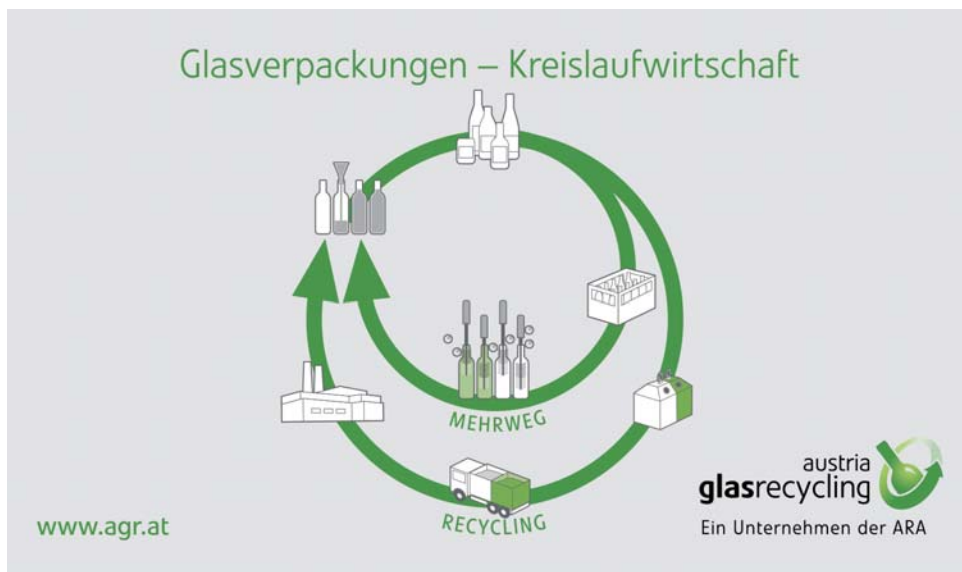 Glasverpackungen – Kreislaufwirtschaft
MEHRWEG
RECYCLING
www.agr.at
austria
glasrecycling
Ein Unternehmen der ARA